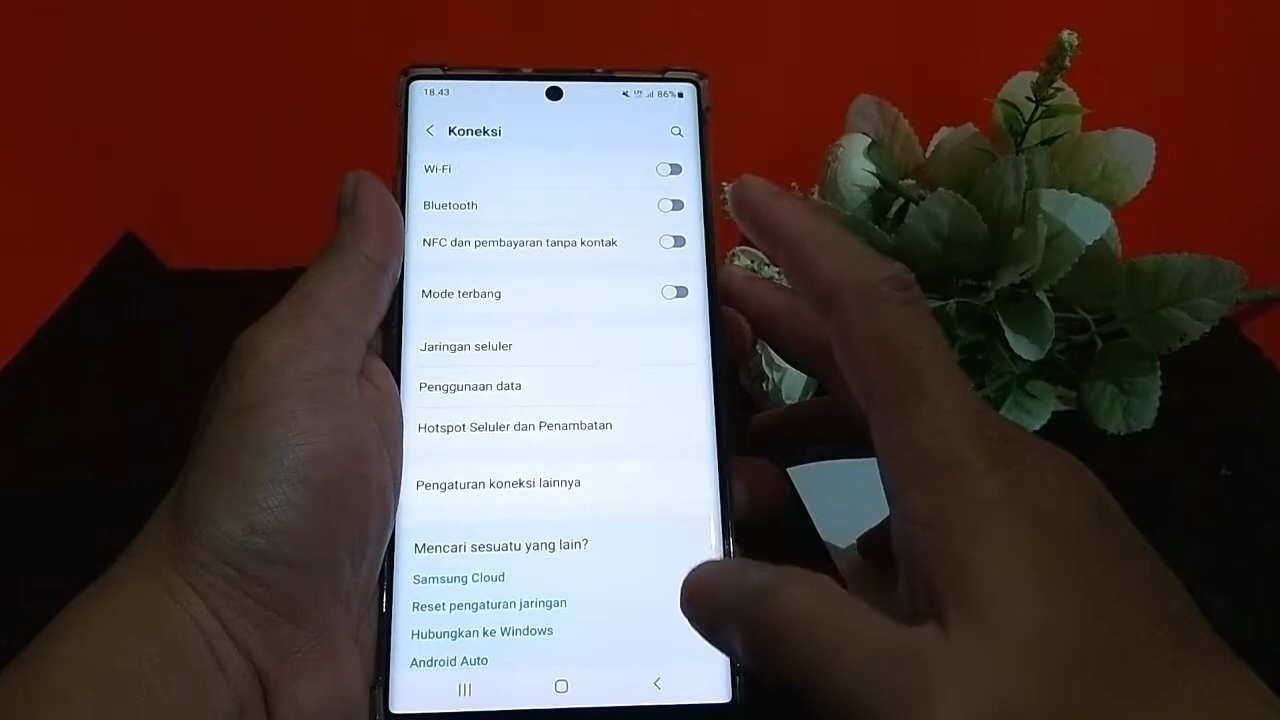 18.43
LTE 86%
Koneksi
Wi-Fi
Bluetooth
NFC dan pembayaran tanpa kontak
Mode terbang
Jaringan seluler
Penggunaan data
Hotspot Seluler dan Penambatan
Pengaturan koneksi lainnya
Mencari sesuatu yang lain?
Samsung Cloud
Reset pengaturan jaringan
Hubungkan ke Windows
Android Auto